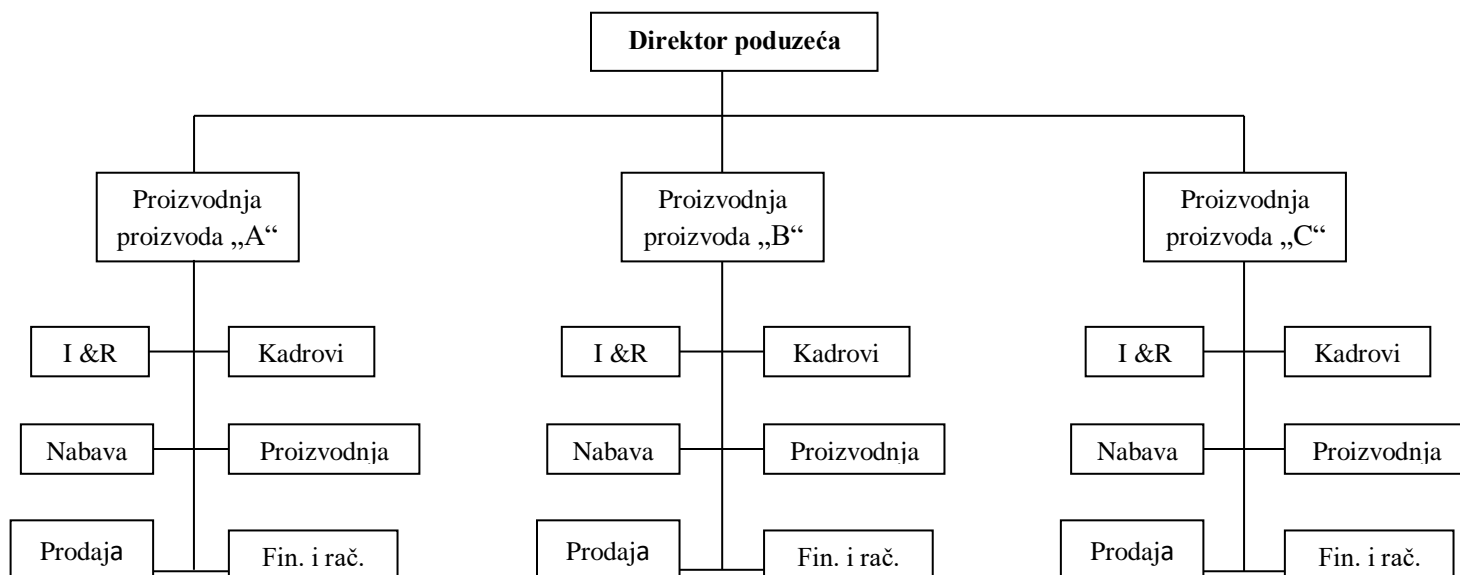 Direktor poduzeća
Proizvodnja
proizvoda „A“
Proizvodnja
proizvoda „B“
Proizvodnja
proizvoda „C“
I &R
Kadrovi
I &R
Kadrovi
I &R
Kadrovi
Nabava
Proizvodnja
Nabava
Proizvodnja
Nabava
Proizvodnja
Prodaja
Fin. i rač.
Prodaja
Fin. i rač.
Prodaja
Fin. i rač.